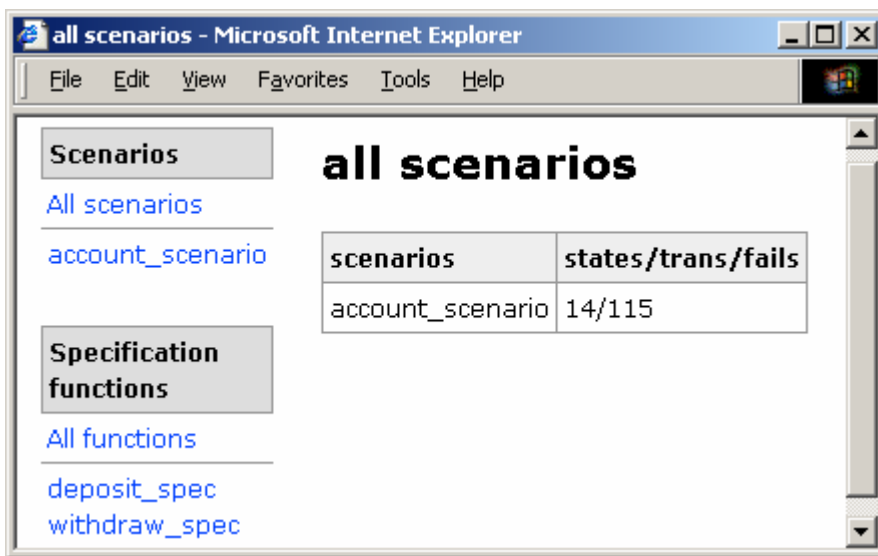 all scenarios - Microsoft Internet Explorer
File Edit View Favorites Tools Help
Scenarios
All scenarios
account_scenario
Specification
functions
All functions
deposit_spec
withdraw_spec
all scenarios
scenarios states/trans/fails
account_scenario 14/115